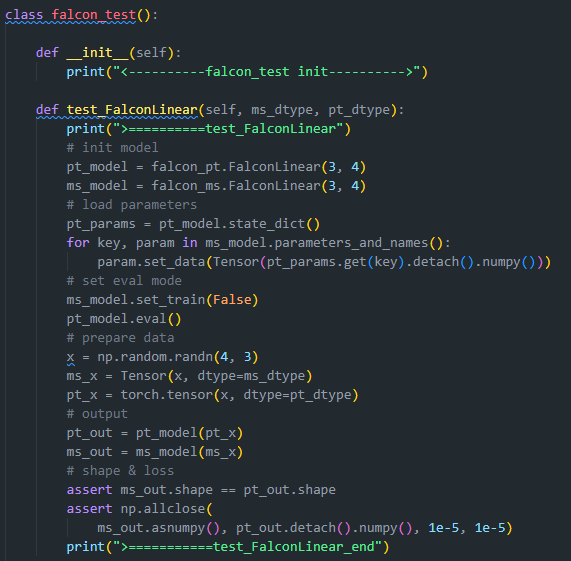 class falcon_test():
def __init__(self):
print("<----------falcon_test init---------->")
def test_FalconLinear(self, ms_dtype, pt_dtype):
print(">==========test_FalconLinear")
# init model
pt_model = falcon_pt.FalconLinear(3, 4)
ms_model = falcon_ms.FalconLinear(3, 4)
# load parameters
pt_params = pt_model.state_dict()
for key, param in ms_model.parameters_and_names():
param.set_data(Tensor(pt_params.get(key).detach().numpy()))
# set eval mode
ms_model.set_train(False)
pt_model.eval()
# prepare data
x = np.random.randn(4, 3)
ms_x = Tensor(x, dtype=ms_dtype)
pt_x = torch.tensor(x, dtype=pt_dtype)
# output
pt_out = pt_model(pt_x)
ms_out = ms_model(ms_x)
# shape & loss
assert ms_out.shape == pt_out.shape
assert np.allclose(
ms_out.asnumpy(), pt_out.detach().numpy(), 1e-5, 1e-5)
print(">===========test_FalconLinear_end")